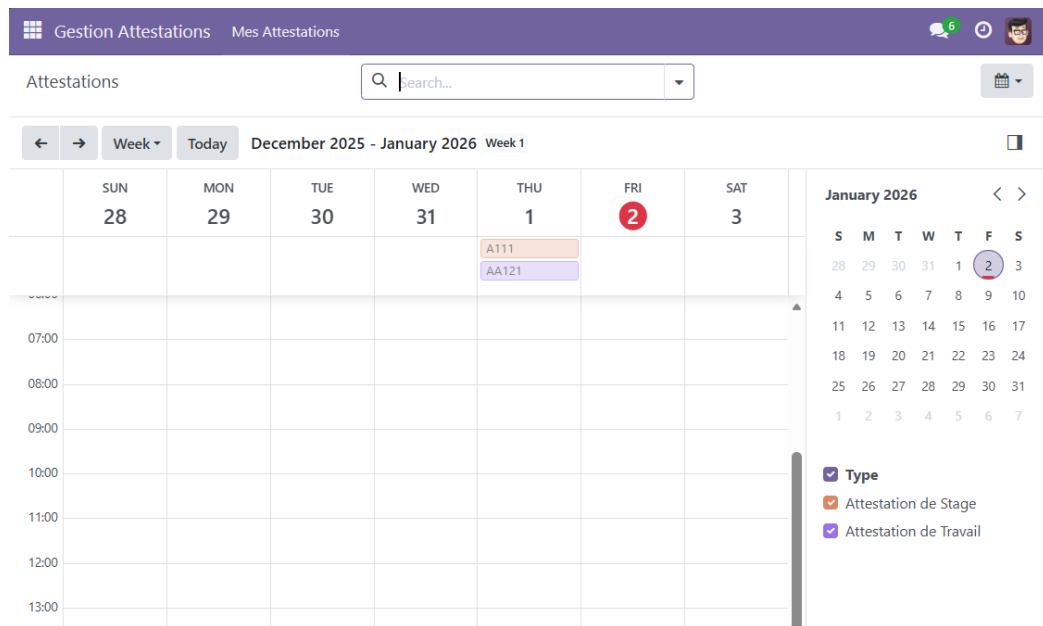 Gestion Attestations Mes Attestations 6
Attestations Search...
Week Today December 2025 - January 2026 Week 1
SUN MON TUE WED THU FRI SAT
28 29 30 31 1 2 3
A111
AA121
07:00
08:00
09:00
10:00
11:00
12:00
13:00
January 2026
S M T W T F S
28 29 30 31 1 2 3
4 5 6 7 8 9 10
11 12 13 14 15 16 17
18 19 20 21 22 23 24
25 26 27 28 29 30 31
1 2 3 4 5 6 7
Type
Attestation de Stage
Attestation de Travail